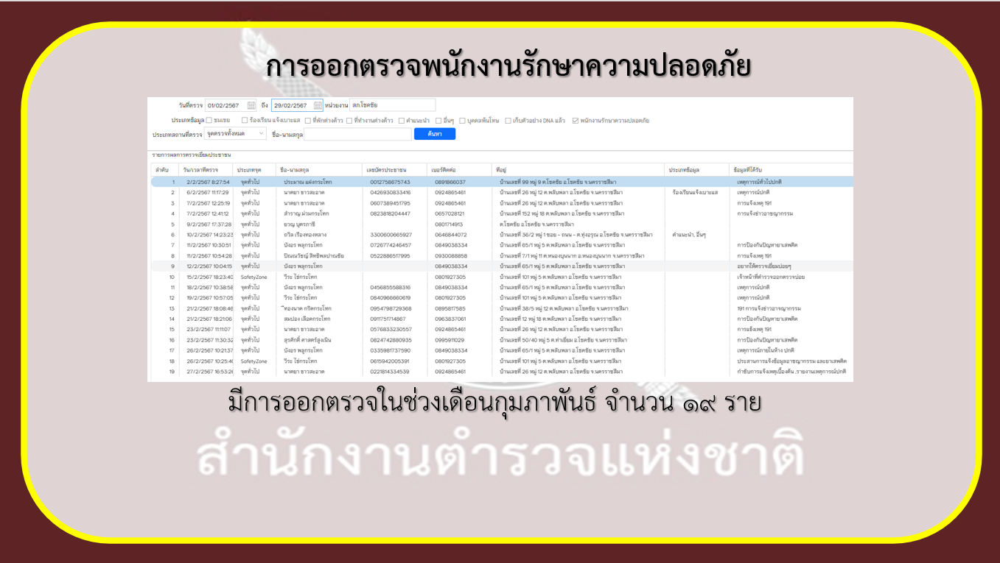 การออกตรวจพนักงานรักษาความปลอดภัย
วันที่ตรวจ 01/02/2567 ถึง 29/02/2567 หน่วยงาน สภ.โชคชัย
ประเภทข้อมูล ชมเชย ร้องเรียน แจ้งเบาะแส ที่พักต่างด้าว ที่ทำงานต่างด้าว คำแนะนำ อื่นๆ บุคคลพ้นโทษ เก็บตัวอย่าง DNA แล้ว พนักงานรักษาความปลอดภัย
ประเภทสถานที่ตรวจ จุดตรวจทั้งหมด ชื่อ-นามสกุล ค้นหา
รายการผลการตรวจเยี่ยมประชาชน
ลำดับ วัน/เวลาที่ตรวจ ประเภทจุด ชื่อ-นามสกุล เลขบัตรประชาชน เบอร์ติดต่อ ที่อยู่ ประเภทข้อมูล ข้อมูลที่ได้รับ
1 2/2/2567 8:27:54 จุดทั่วไป ประมาณ แฝงกระโทก 0012758675743 0891866037 บ้านเลขที่ 99 หมู่ 9 ต.โชคชัย อ.โชคชัย จ.นครราชสีมา เหตุการณ์ทั่วไปปกติ
2 6/2/2567 11:17:29 จุดทั่วไป นาตยา ชาวสะอาด 0426930833416 0924865461 บ้านเลขที่ 26 หมู่ 12 ต.พลับพลา อ.โชคชัย จ.นครราชสีมา ร้องเรียนแจ้งเบาะแส เหตุการณ์ปกติ
3 7/2/2567 12:25:19 จุดทั่วไป นาตยา ชาวสะอาด 0607389451795 0924865461 บ้านเลขที่ 26 หมู่ 12 ต.พลับพลา อ.โชคชัย จ.นครราชสีมา การแจ้งเหตุ 191
4 7/2/2567 12:41:12 จุดทั่วไป สำราญ ม่วมกระโทก 0823818204447 0657028121 บ้านเลขที่ 152 หมู่ 18 ต.พลับพลา อ.โชคชัย จ.นครราชสีมา การแจ้งข่าวอาชญากรรม
5 9/2/2567 17:37:28 จุดทั่วไป ยวญ บุตรภาชี 0801714913 ต.โชคชัย อ.โชคชัย จ.นครราชสีมา
6 10/2/2567 14:23:23 จุดทั่วไป ถวิล เรืองทองหลาง 3300600665927 0646844072 บ้านเลขที่ 36/2 หมู่ 1 ซอย - ถนน - ต.ทุ่งอรุณ อ.โชคชัย จ.นครราชสีมา คำแนะนำ, อื่นๆ
7 11/2/2567 10:30:51 จุดทั่วไป บังอร พลุกระโทก 0726774246457 0849038334 บ้านเลขที่ 65/1 หมู่ 5 ต.พลับพลา อ.โชคชัย จ.นครราชสีมา การป้องกันปัญหายาเสพติด
8 11/2/2567 10:54:28 จุดทั่วไป ปัณณวัชญ์ สิทธิพลปาณชัย 0522886517995 0930088858 บ้านเลขที่ 7/1 หมู่ 11 ต.หนองบุนนาก อ.หนองบุนนาก จ.นครราชสีมา การแจ้งเหตุ 191
9 12/2/2567 10:04:15 จุดทั่วไป บังอร พลุกระโทก 0849038334 บ้านเลขที่ 65/1 หมู่ 5 ต.พลับพลา อ.โชคชัย จ.นครราชสีมา อยากให้ตรวจเยี่ยมบ่อยๆ
10 15/2/2567 18:23:40 SafetyZone วีระ ไข่กระโทก 0801927305 บ้านเลขที่ 101 หมู่ 5 ต.พลับพลา อ.โชคชัย จ.นครราชสีมา เจ้าหน้าที่ตำรวจออกตรวจบ่อย
11 18/2/2567 10:38:58 จุดทั่วไป บังอร พลุกระโทก 0456855588316 0849038334 บ้านเลขที่ 65/1 หมู่ 5 ต.พลับพลา อ.โชคชัย จ.นครราชสีมา เหตุการณ์ปกติ
12 19/2/2567 10:57:05 จุดทั่วไป วีระ ไข่กระโทก 0840966660619 0801927305 บ้านเลขที่ 101 หมู่ 5 ต.พลับพลา อ.โชคชัย จ.นครราชสีมา เหตุการณ์ปกติ
13 21/2/2567 18:08:46 จุดทั่วไป ทองนาค กรีดกระโทก 0954798729368 0895817585 บ้านเลขที่ 38/5 หมู่ 12 ต.พลับพลา อ.โชคชัย จ.นครราชสีมา 191 การแจ้งข่าวอาจญากรรม
14 21/2/2567 18:21:06 จุดทั่วไป สมปอง เลือดกระโทก 0911751714867 0963837061 บ้านเลขที่ 12 หมู่ 18 ต.พลับพลา อ.โชคชัย จ.นครราชสีมา การป้องกันปัญหายาเสพติด
15 23/2/2567 11:11:07 จุดทั่วไป นาตยา ชาวสะอาด 0576833230557 0924865461 บ้านเลขที่ 26 หมู่ 12 ต.พลับพลา อ.โชคชัย จ.นครราชสีมา การแจ้งเหตุ 191
16 23/2/2567 11:30:32 จุดทั่วไป สุรศักดิ์ ศาสตร์สูงเนิน 0824742880935 0995911029 บ้านเลขที่ 50/40 หมู่ 5 ต.ท่าเยี่ยม อ.โชคชัย จ.นครราชสีมา การป้องกันปัญหายาเสพติด
17 26/2/2567 10:21:37 จุดทั่วไป บังอร พลุกระโทก 0335981737590 0849038334 บ้านเลขที่ 65/1 หมู่ 5 ต.พลับพลา อ.โชคชัย จ.นครราชสีมา เหตุการณ์ภายในห้าง ปกติ
18 26/2/2567 10:25:40 SafetyZone วีระ ไข่กระโทก 0615942005391 0801927305 บ้านเลขที่ 101 หมู่ 5 ต.พลับพลา อ.โชคชัย จ.นครราชสีมา ประสานการแจ้งข้อมูลอาชญากรรม และยาเสพติด
19 27/2/2567 16:53:26 จุดทั่วไป นาตยา ชาวสะอาด 0221814334539 0924865461 บ้านเลขที่ 26 หมู่ 12 ต.พลับพลา อ.โชคชัย จ.นครราชสีมา กำชับการแจ้งเหตุเบื้องต้น ,รายงานเหตุการณ์ปกติ
มีการออกตรวจในช่วงเดือนกุมภาพันธ์ จำนวน ๑๙ ราย
สำนักงานตำรวจแห่งชาติ